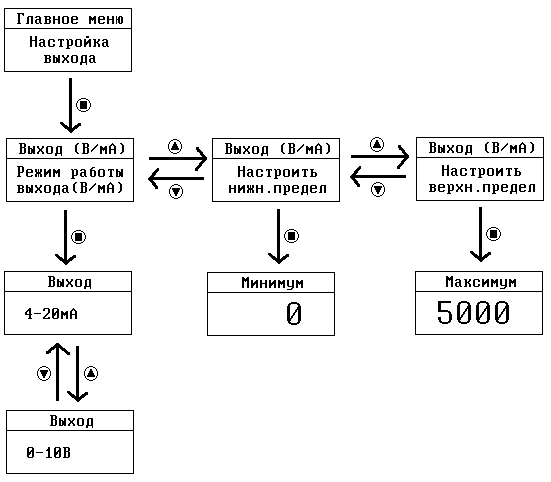 Главное меню
Настройка
выхода
Выход (В/мА)
Режим работы
выхода(В/мА)
Выход (В/мА)
Настроить
нижн.предел
Выход (В/мА)
Настроить
верхн.предел
Выход
4-20мА
Минимум
0
Максимум
5000
Выход
0-10В